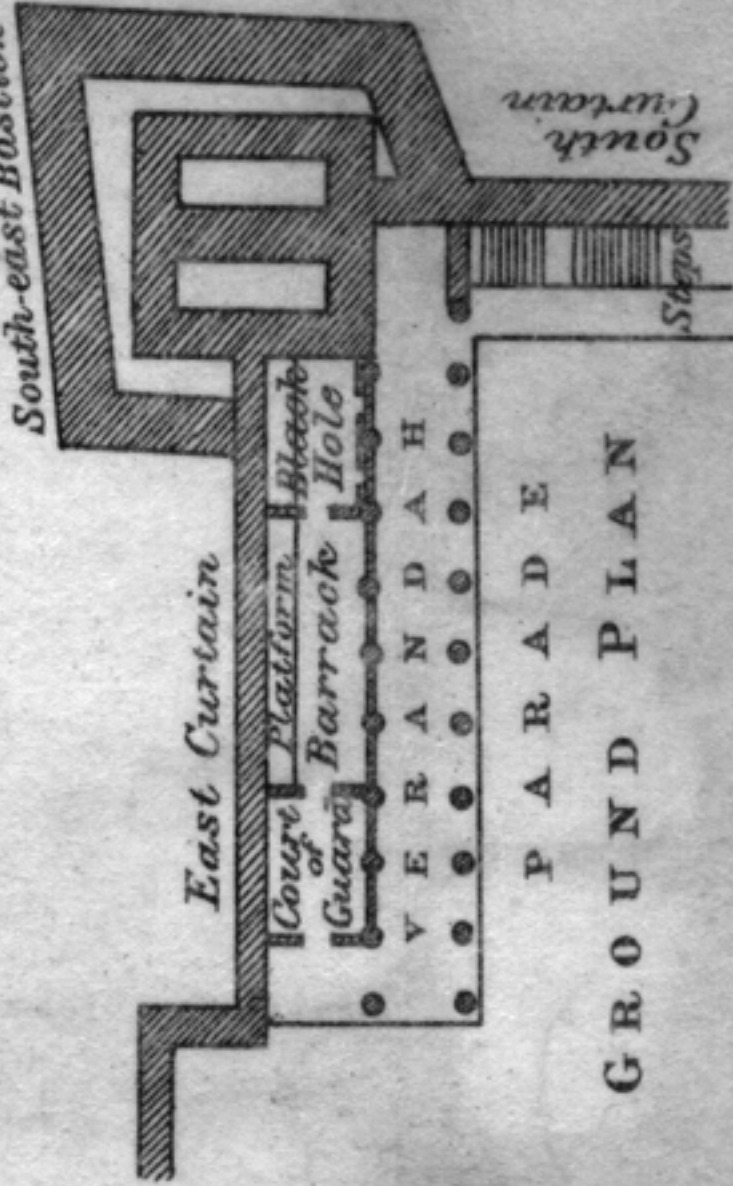 South-east Bastion
South
Curtain
East Curtain
Steps
Black
Hole
Platform
Barrack
Court
of
Guard
VERANDAH
PARADE
GROUND PLAN